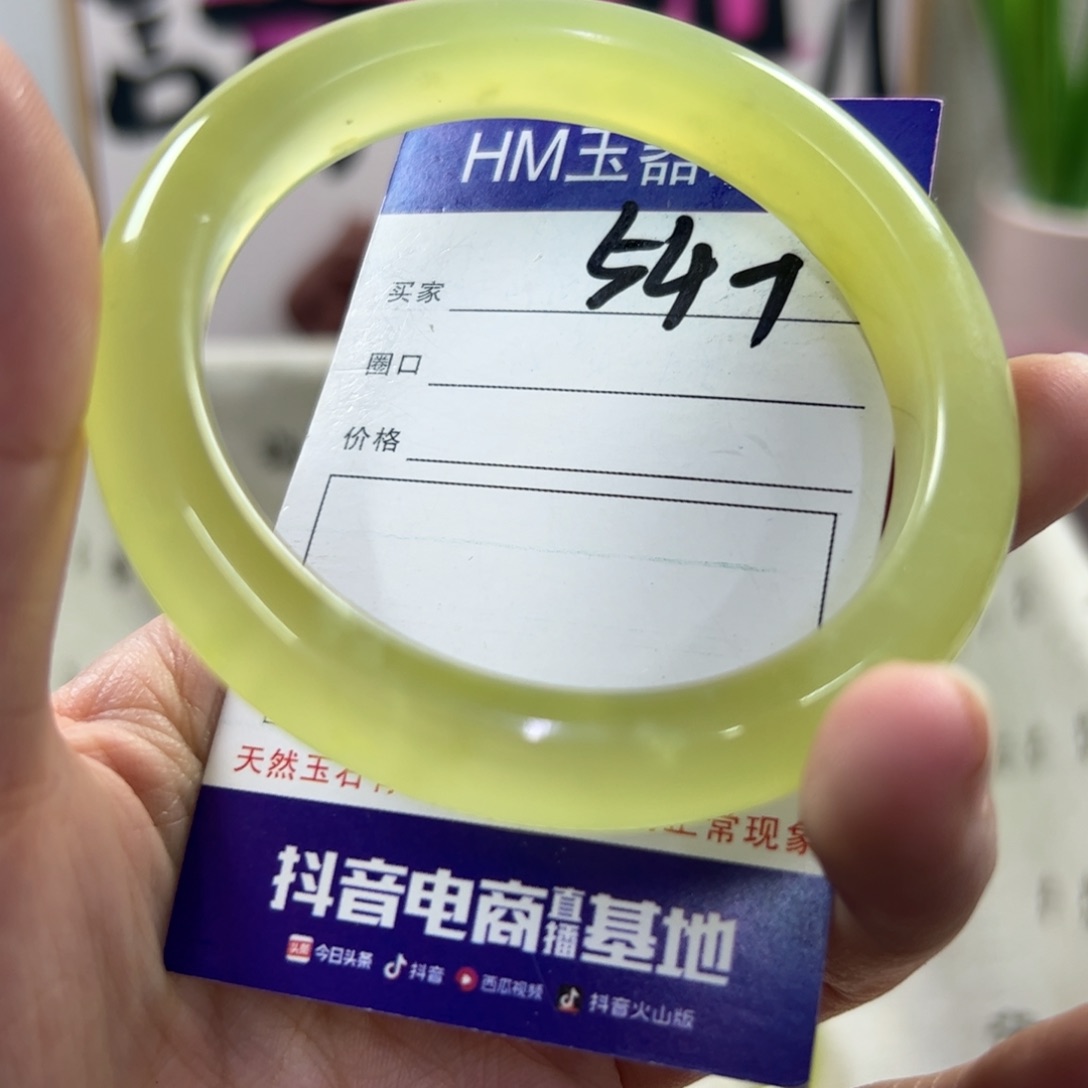 HM玉器
547
买家
圈口
价格
天然玉石
正常现象
抖音电商直播基地
今日头条 抖音 西瓜视频 抖音火山版